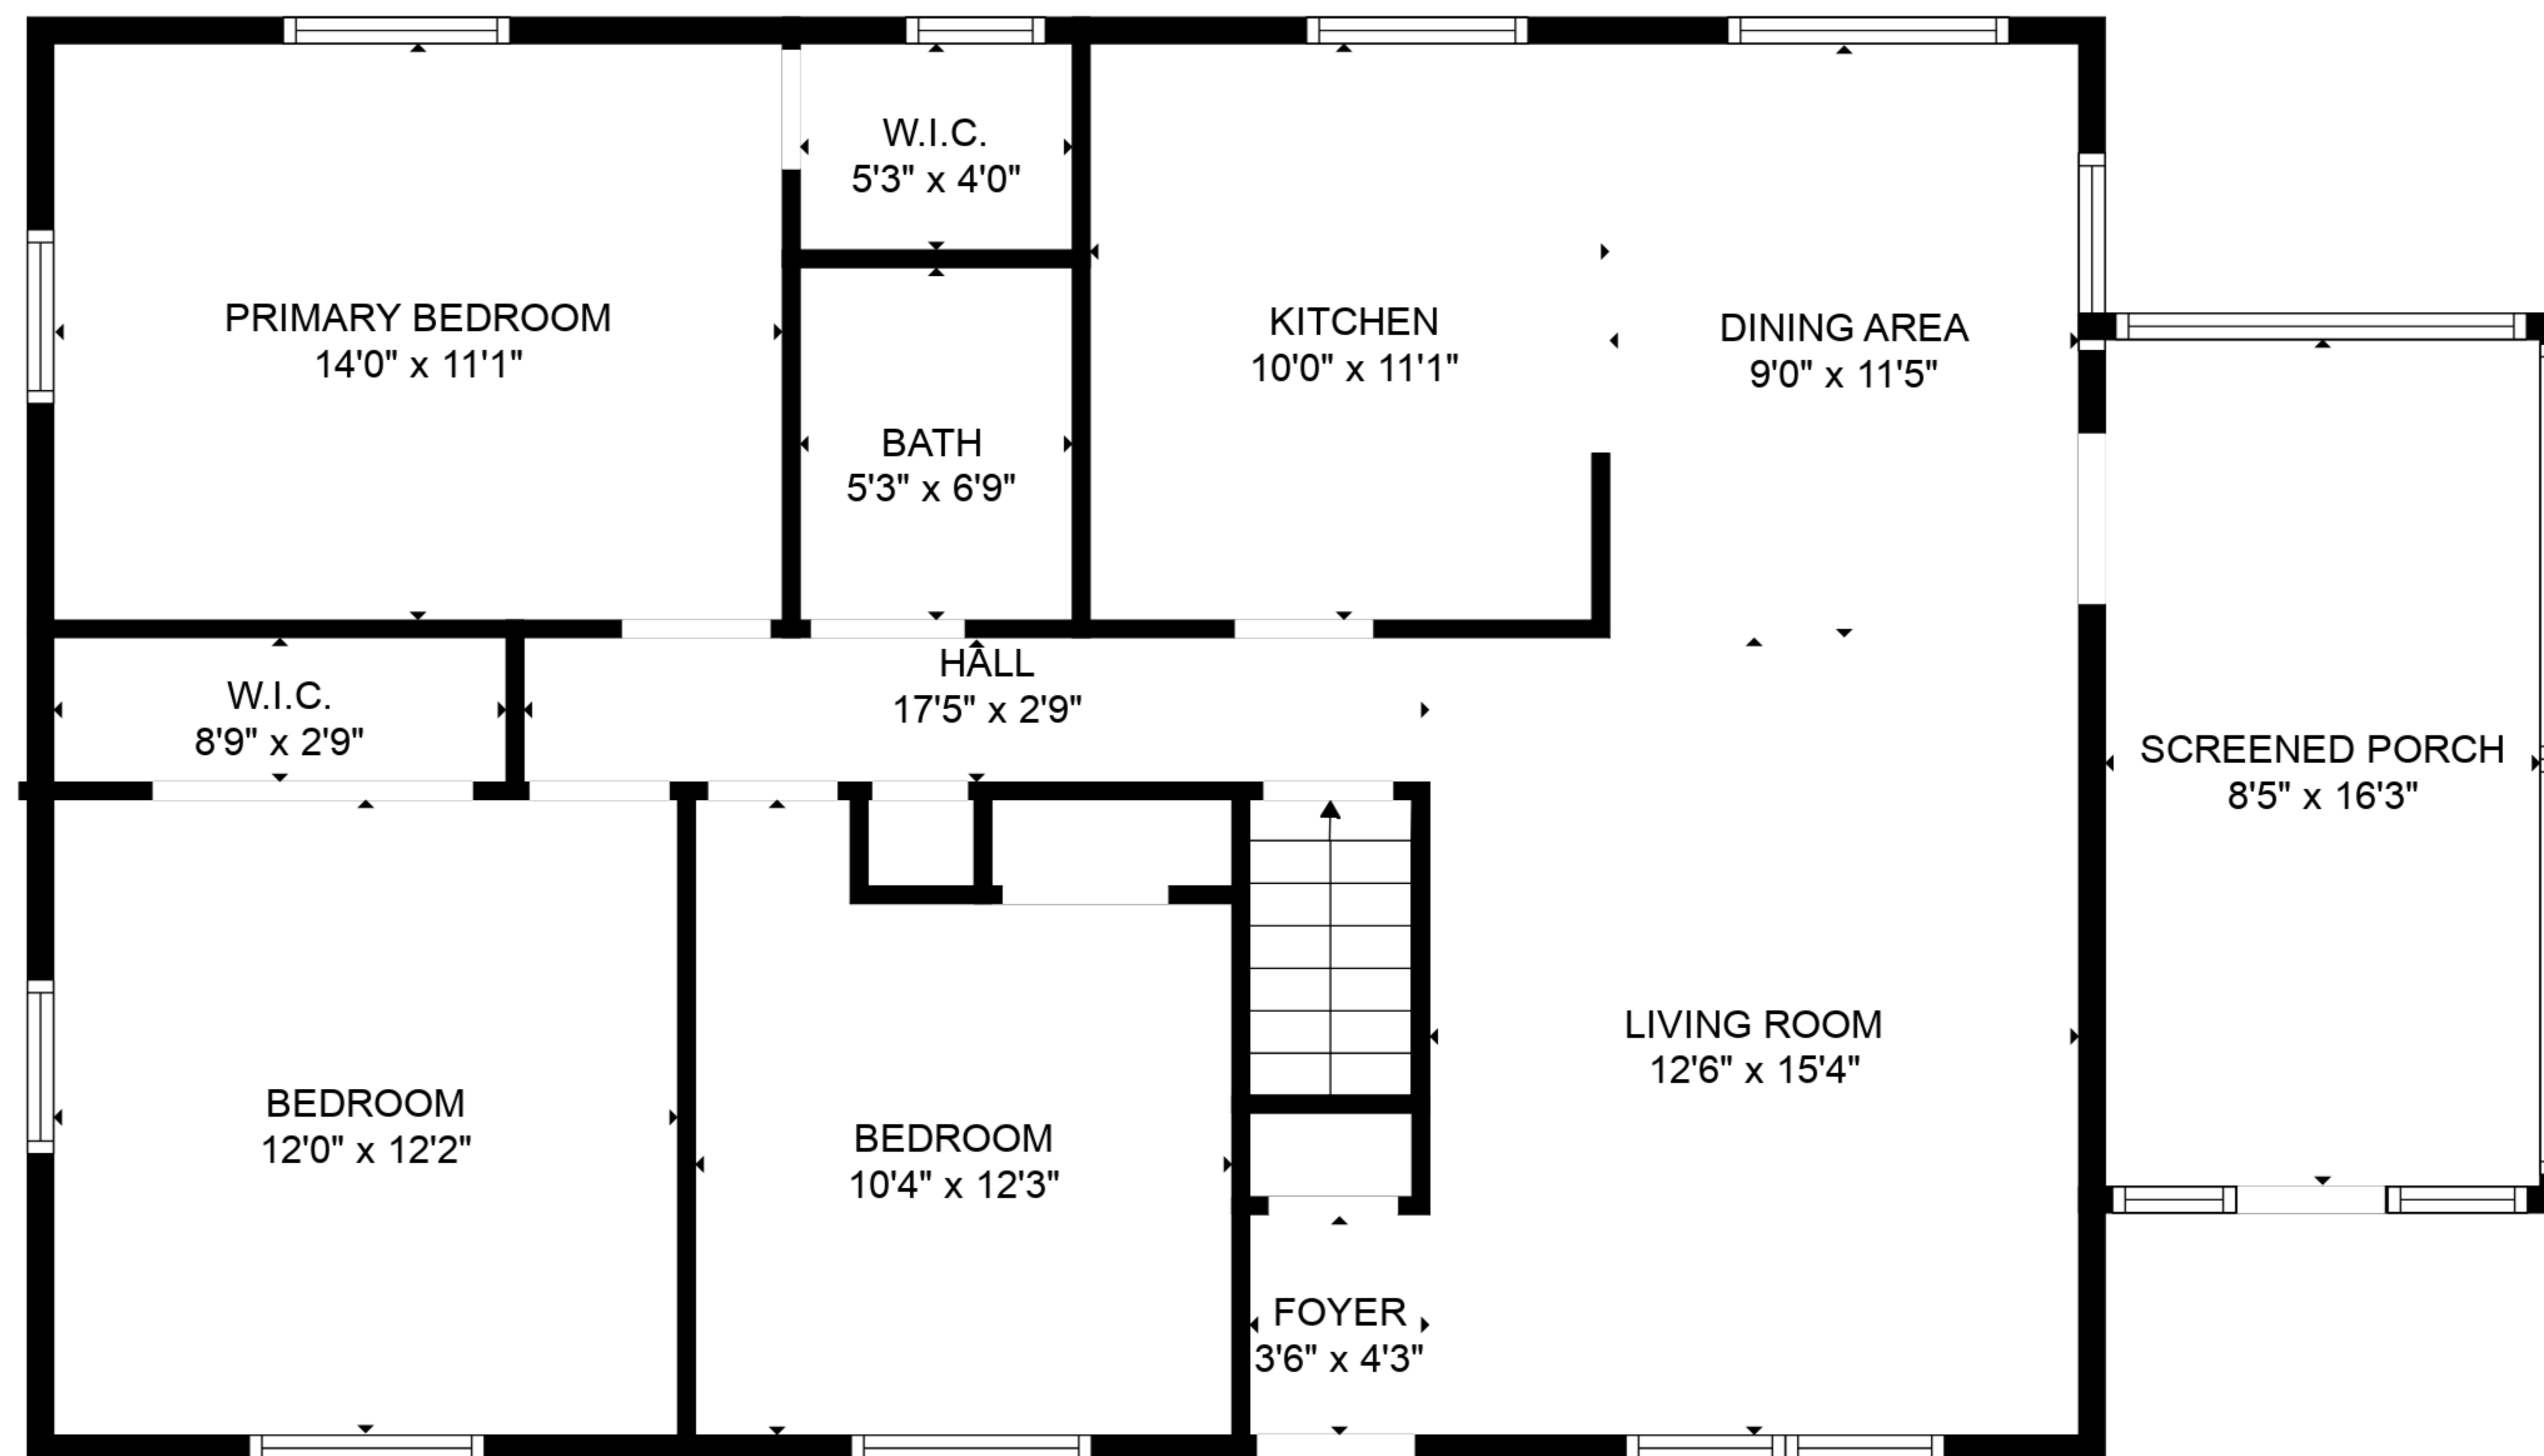 W.I.C.
5'3" x 4'0"
PRIMARY BEDROOM
14'0" x 11'1"
KITCHEN
10'0" x 11'1"
DINING AREA
9'0" x 11'5"
BATH
5'3" x 6'9"
HALL
17'5" x 2'9"
W.I.C.
8'9" x 2'9"
SCREENED PORCH
8'5" x 16'3"
LIVING ROOM
12'6" x 15'4"
BEDROOM
12'0" x 12'2"
BEDROOM
10'4" x 12'3"
FOYER
3'6" x 4'3"